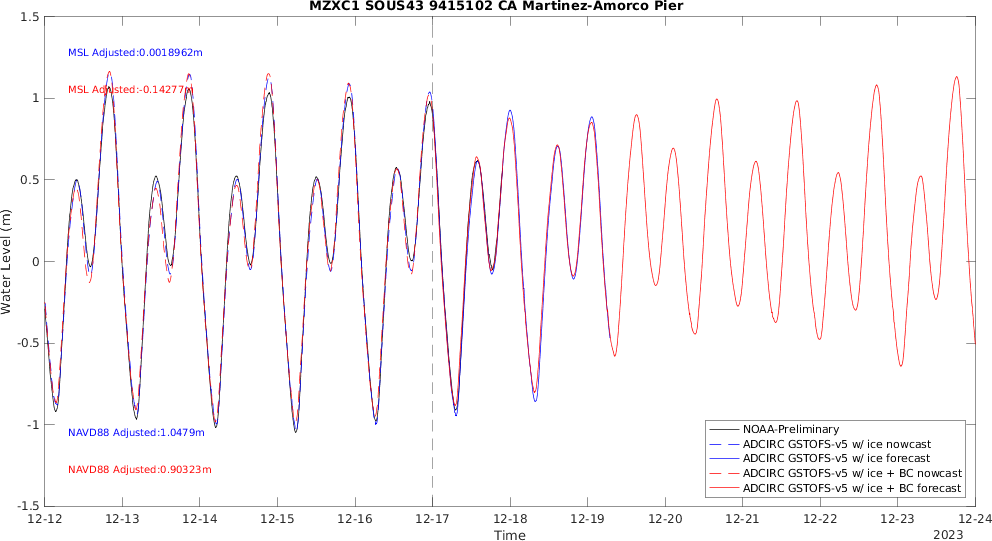 MZXC1 SOUS43 9415102 CA Martinez-Amorco Pier
1.5
1
0.5
0
-0.5
-1
-1.5
Water Level (m)
MSL Adjusted:0.0018962m
MSL Adjusted:-0.14277m
NAVD88 Adjusted:1.0479m
NAVD88 Adjusted:0.90323m
NOAA-Preliminary
ADCIRC GSTOFS-v5 w/ ice nowcast
ADCIRC GSTOFS-v5 w/ ice forecast
ADCIRC GSTOFS-v5 w/ ice + BC nowcast
ADCIRC GSTOFS-v5 w/ ice + BC forecast
12-12 12-13 12-14 12-15 12-16 12-17 12-18 12-19 12-20 12-21 12-22 12-23 12-24
Time
2023